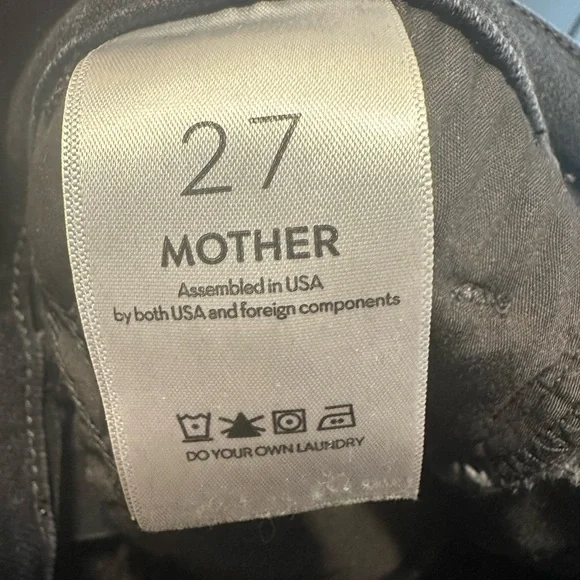 27
MOTHER
Assembled in USA
by both USA and foreign components
DO YOUR OWN LAUNDRY